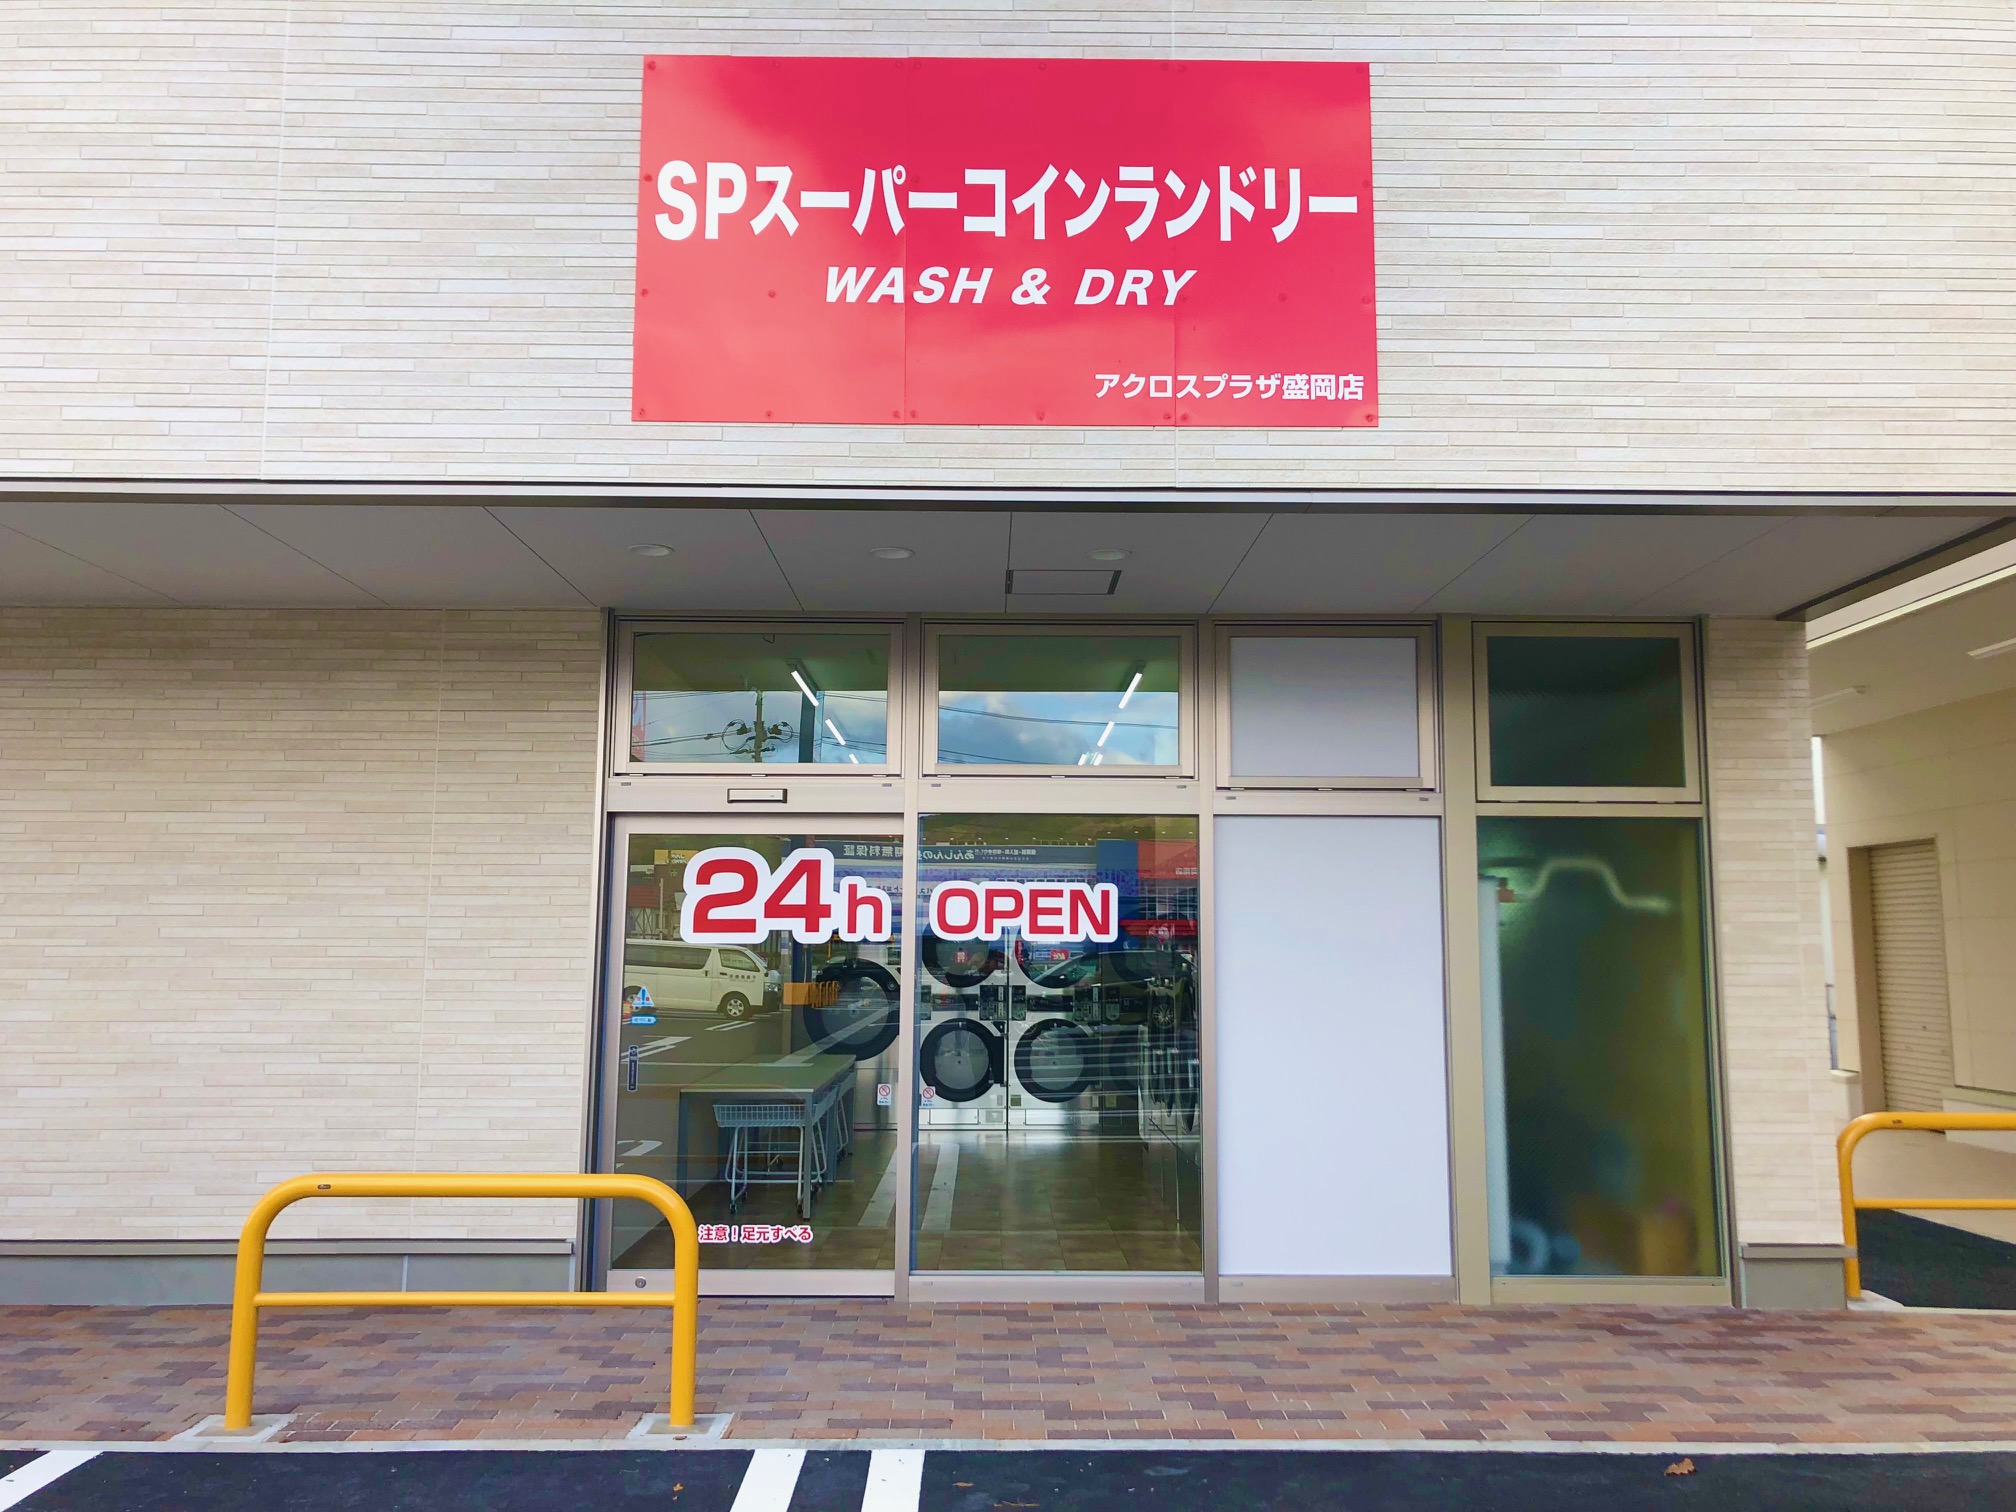 SPスーパーコインランドリー
WASH & DRY
アクロスプラザ盛岡店
24h OPEN
注意!足元すべる